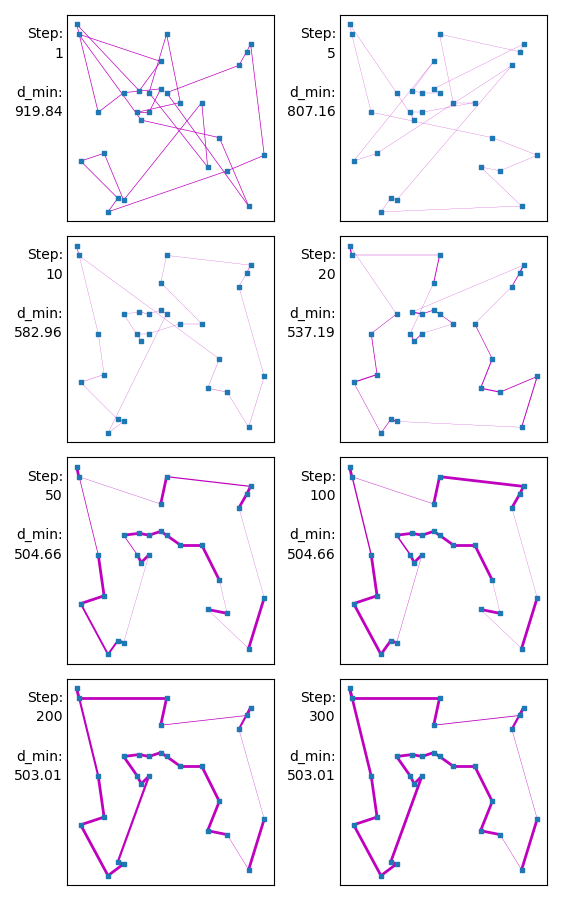 Step:
1
d_min:
919.84
Step:
5
d_min:
807.16
Step:
10
d_min:
582.96
Step:
20
d_min:
537.19
Step:
50
d_min:
504.66
Step:
100
d_min:
504.66
Step:
200
d_min:
503.01
Step:
300
d_min:
503.01